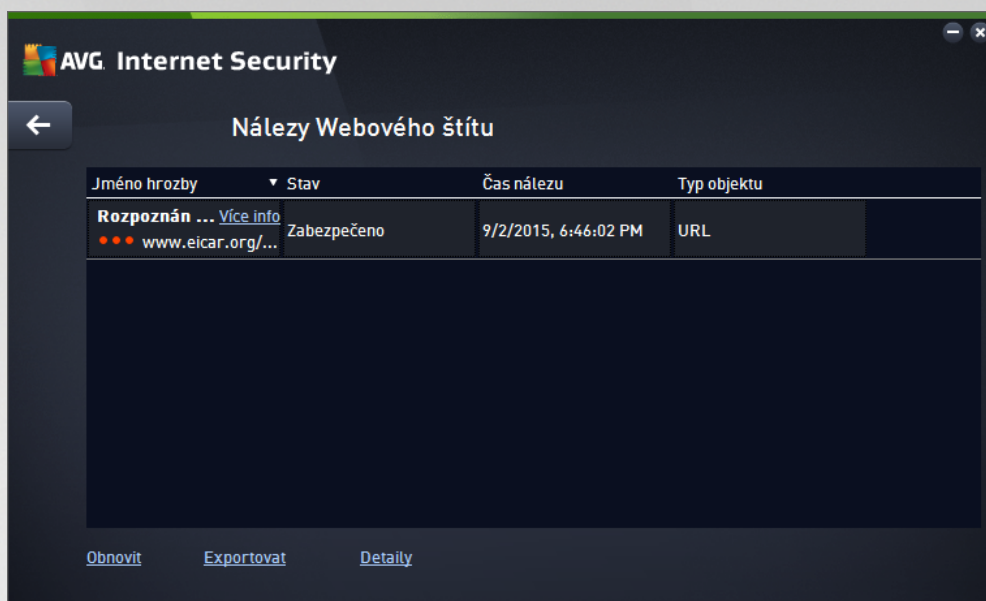 AVG. Internet Security
Nálezy Webového štítu
Jméno hrozby Stav Čas nálezu Typ objektu
Rozpoznán ... Více info
www.eicar.org/... Zabezpečeno 9/2/2015, 6:46:02 PM URL
Obnovit Exportovat Detaily